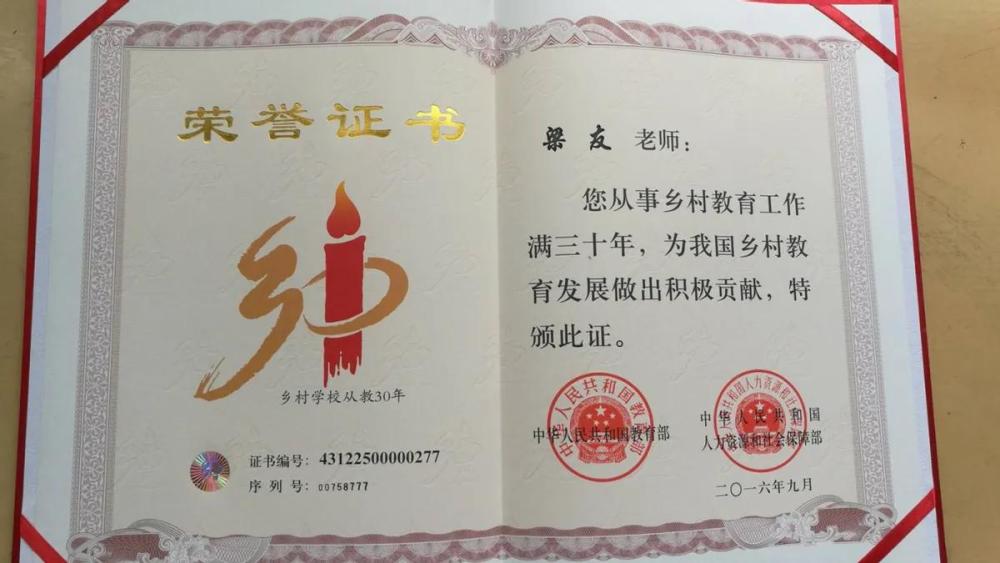 荣誉证书
乡村学校从教30年
证书编号：43122500000277
序列号：00758777
梁友 老师：
您从事乡村教育工作
满三十年，为我国乡村教
育发展做出积极贡献，特
颁此证。
中华人民共和国教育部
中华人民共和国
人力资源和社会保障部
二〇一六年九月